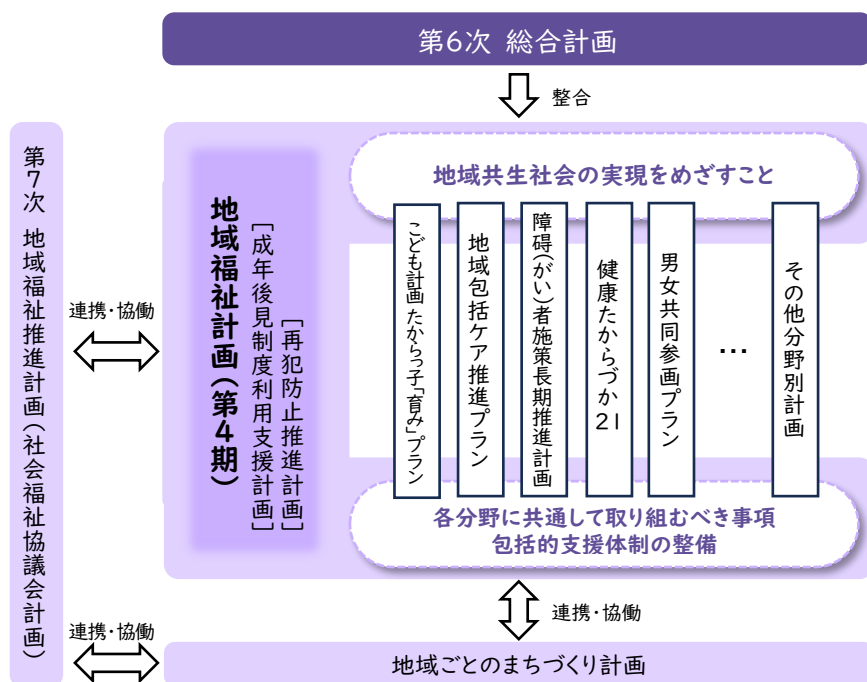 第6次 総合計画
整合
第7次 地域福祉推進計画(社会福祉協議会計画)
連携・協働
地域福祉計画(第4期)
[成年後見制度利用支援計画]
[再犯防止推進計画]
地域共生社会の実現をめざすこと
こども計画 たからっ子「育み」プラン
地域包括ケア推進プラン
障碍(がい)者施策長期推進計画
健康たからづか21
男女共同参画プラン
…
その他分野別計画
各分野に共通して取り組むべき事項
包括的支援体制の整備
連携・協働
連携・協働
地域ごとのまちづくり計画